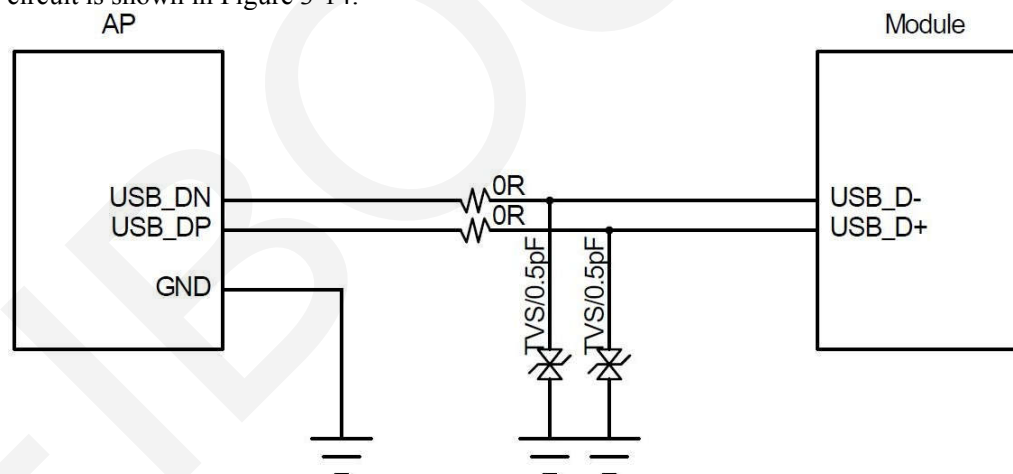 circuit is shown in Figure 3-14.
AP
Module
USB_DN
0R
USB_D-
USB_DP
0R
USB_D+
GND
TVS/0.5pF
TVS/0.5pF